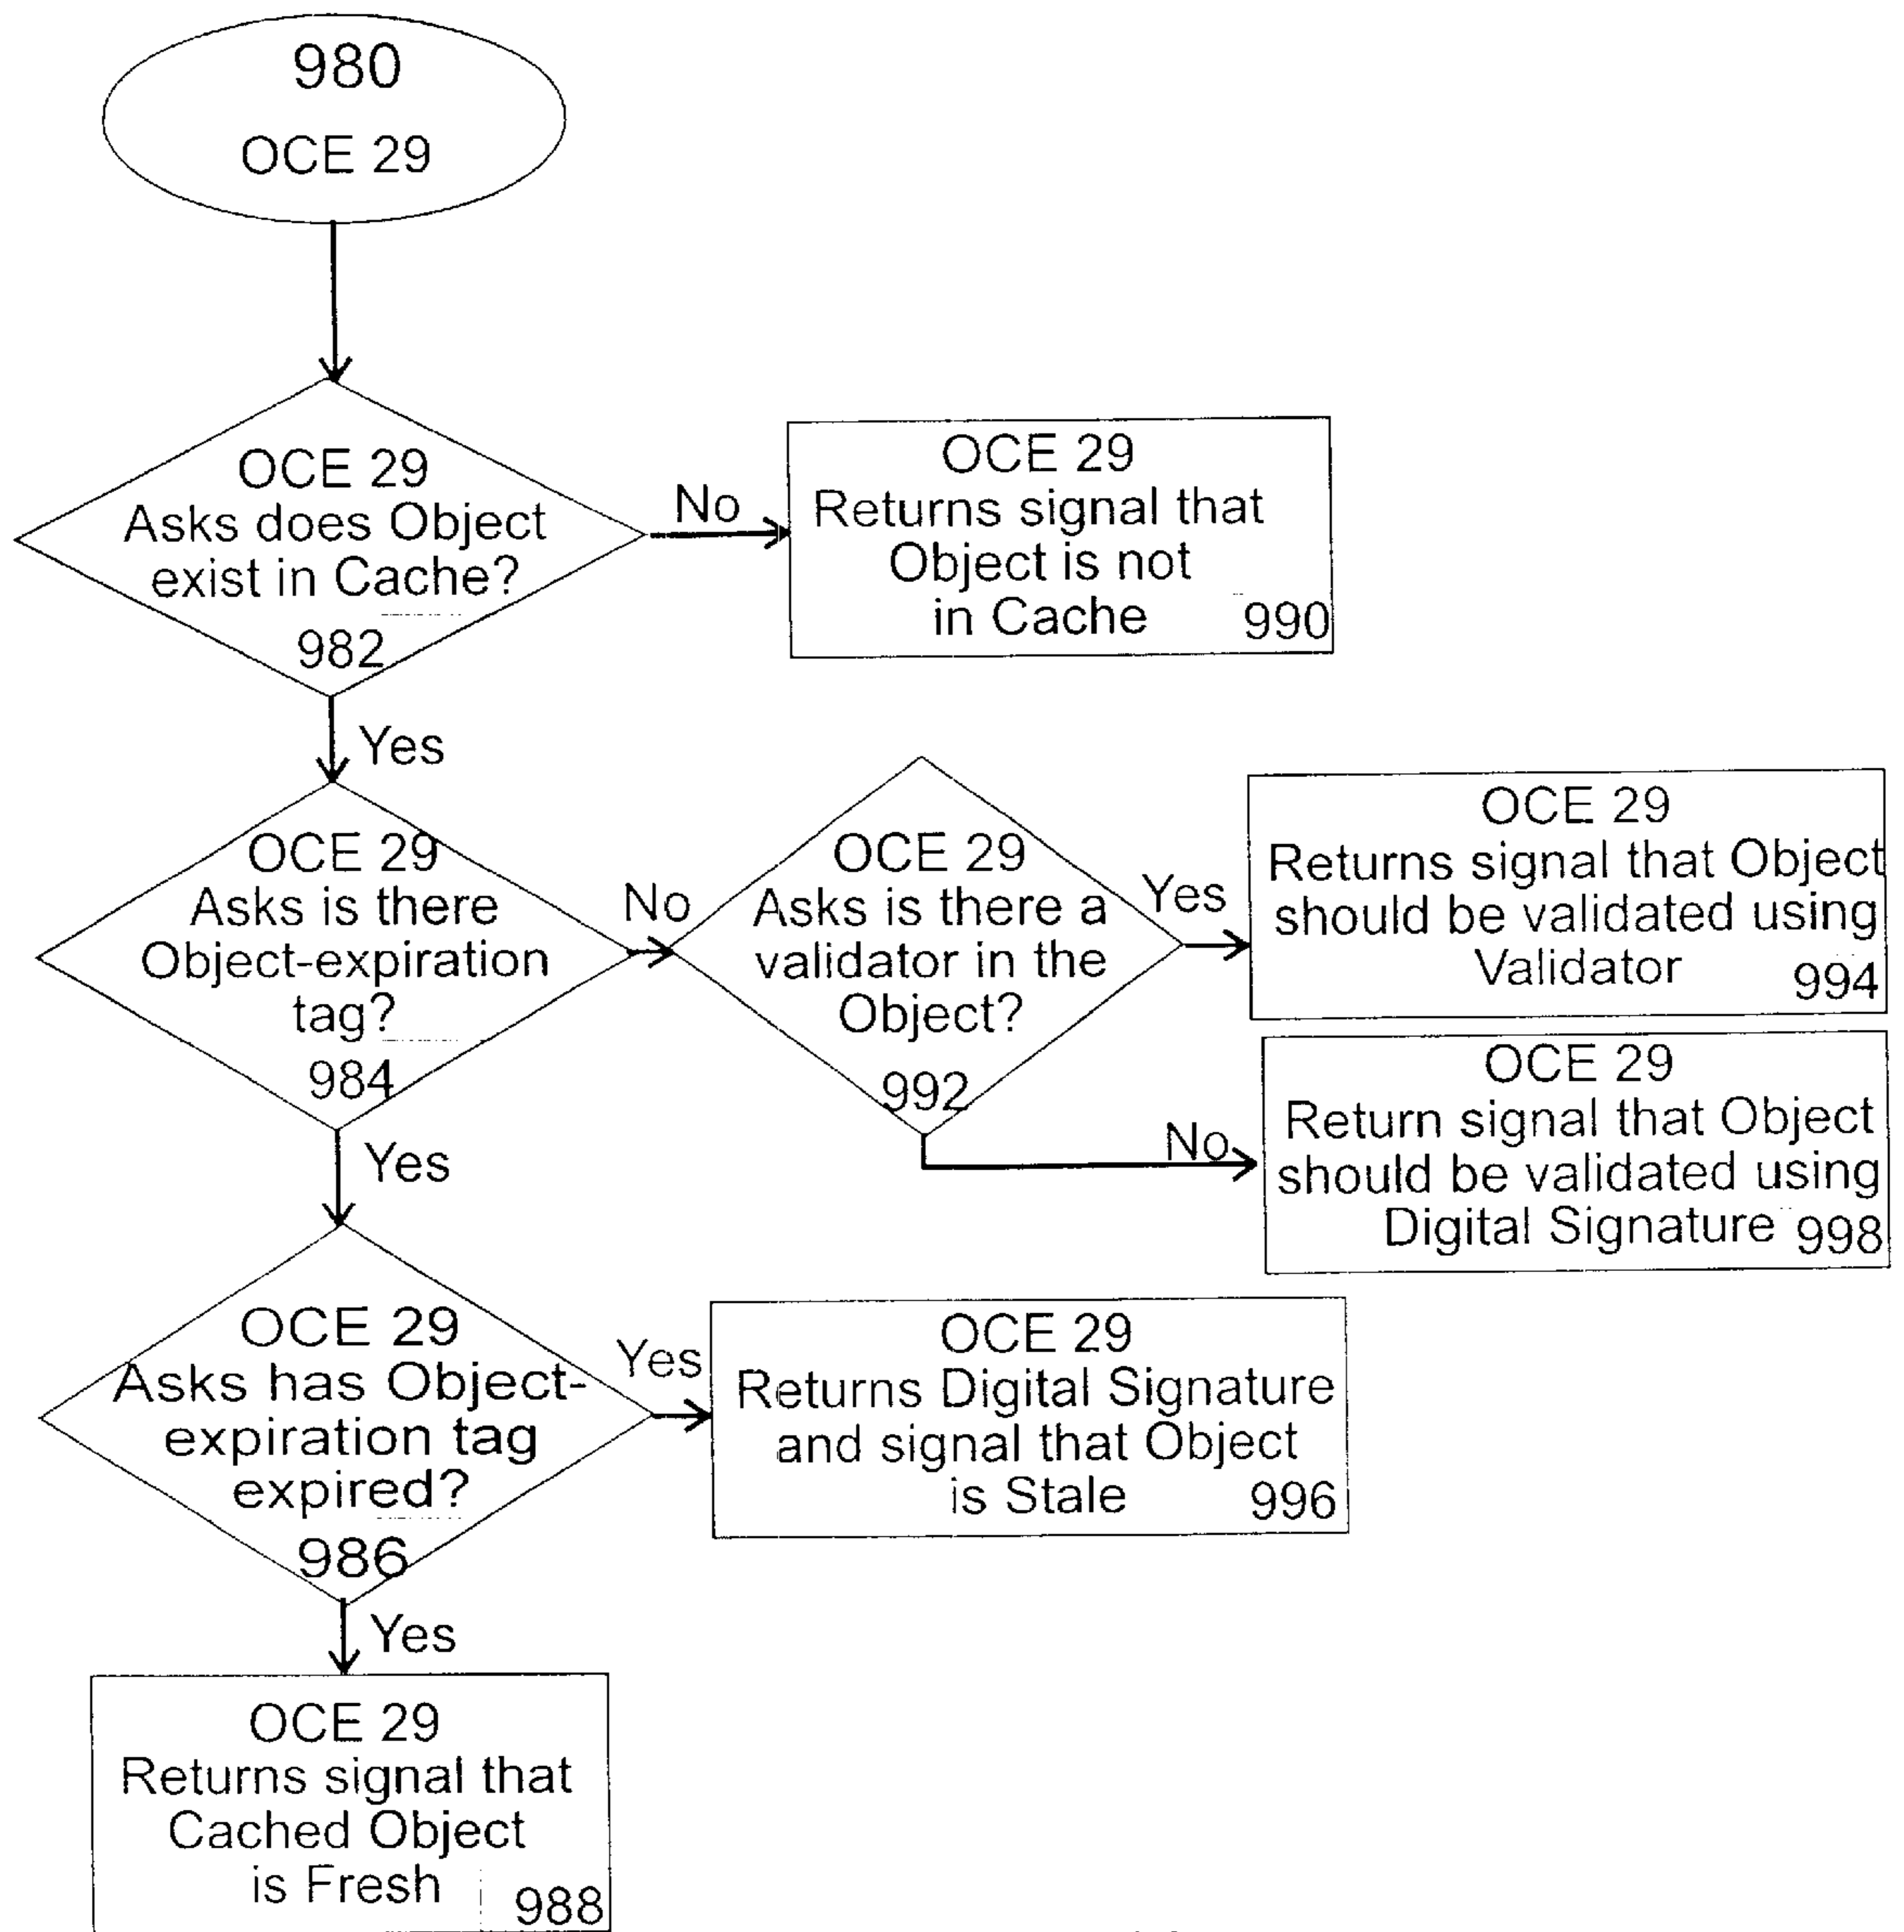 980
OCE 29
OCE 29
Asks does Object
exist in Cache?
982
No
OCE 29
Returns signal that
Object is not
in Cache
990
Yes
OCE 29
Asks is there
Object-expiration
tag?
984
No
OCE 29
Asks is there a
validator in the
Object?
992
Yes
OCE 29
Returns signal that Object
should be validated using
Validator
994
No
OCE 29
Return signal that Object
should be validated using
Digital Signature
998
Yes
OCE 29
Asks has Object-
expiration tag
expired?
986
Yes
OCE 29
Returns Digital Signature
and signal that Object
is Stale
996
Yes
OCE 29
Returns signal that
Cached Object
is Fresh
988